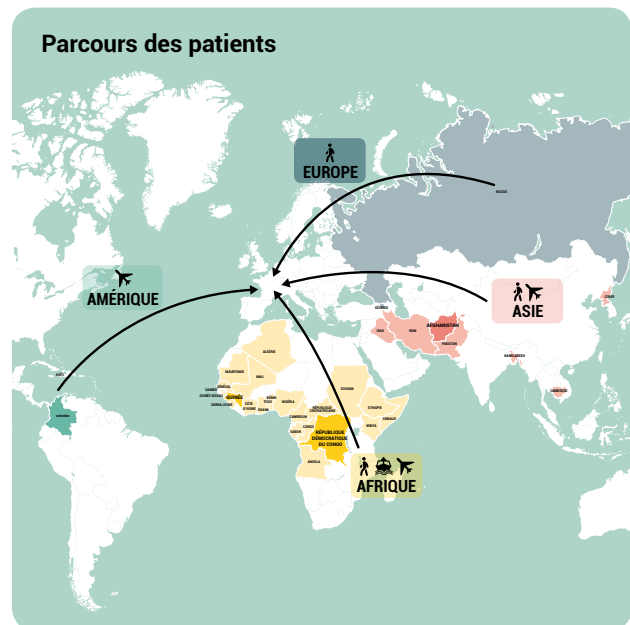 Parcours des patients
EUROPE
RUSSIE
AMÉRIQUE
ASIE
GÉORGIE
IRAK
IRAN
AFGHANISTAN
PAKISTAN
BANGLADESH
CAMBODGE
HAÏTI
colombie
ALGÉRIE
MAURITANIE
MALI
SOUDAN
SÉNÉGAL
GAMBIE
GUINÉE-BISSAU
GUINÉE
SIERRA LEONE
CÔTE
D'IVOIRE
GHANA
BÉNIN
TOGO
NIGÉRIA
CAMEROUN
RÉPUBLIQUE
CENTRAFRICAINE
ETHIOPIE
SOMALIE
KENYA
CONGO
GABON
RÉPUBLIQUE
DÉMOCRATIQUE
DU CONGO
ANGOLA
AFRIQUE